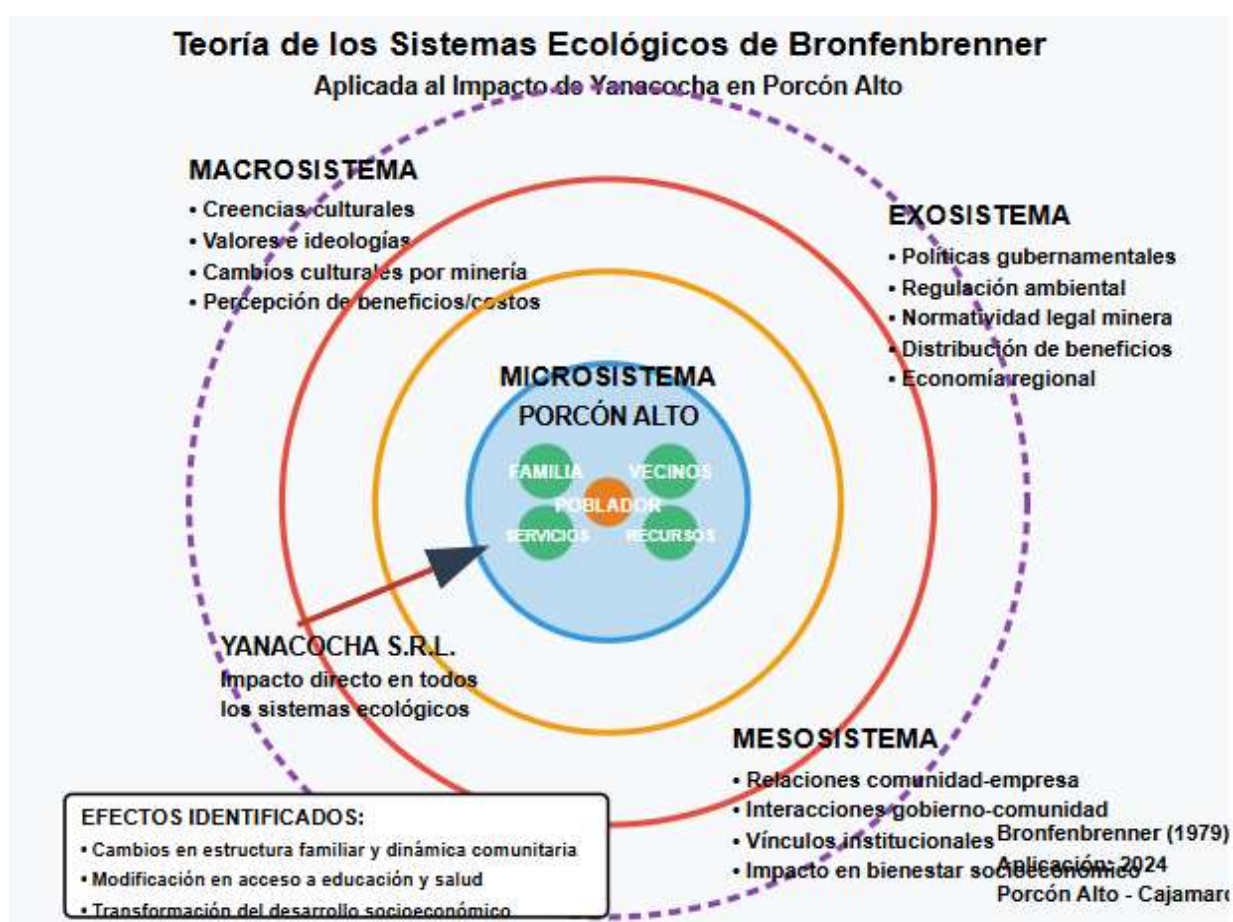 Teoría de los Sistemas Ecológicos de Bronfenbrenner
Aplicada al Impacto de Yanacocha en Porcón Alto
MACROSISTEMA
• Creencias culturales
• Valores e ideologías
• Cambios culturales por minería
• Percepción de beneficios/costos
EXOSISTEMA
• Políticas gubernamentales
• Regulación ambiental
• Normatividad legal minera
• Distribución de beneficios
• Economía regional
MICROSISTEMA
PORCÓN ALTO
FAMILIA
VECINOS
POBLADOR
SERVICIOS
RECURSOS
YANACOCHA S.R.L.
Impacto directo en todos
los sistemas ecológicos
MESOSISTEMA
• Relaciones comunidad-empresa
• Interacciones gobierno-comunidad
• Vínculos institucionales
• Impacto en bienestar socioeconómico
EFECTOS IDENTIFICADOS:
• Cambios en estructura familiar y dinámica comunitaria
• Modificación en acceso a educación y salud
• Transformación del desarrollo socioeconómico
Bronfenbrenner (1979)
Aplicación: 2024
Porcón Alto - Cajamarc